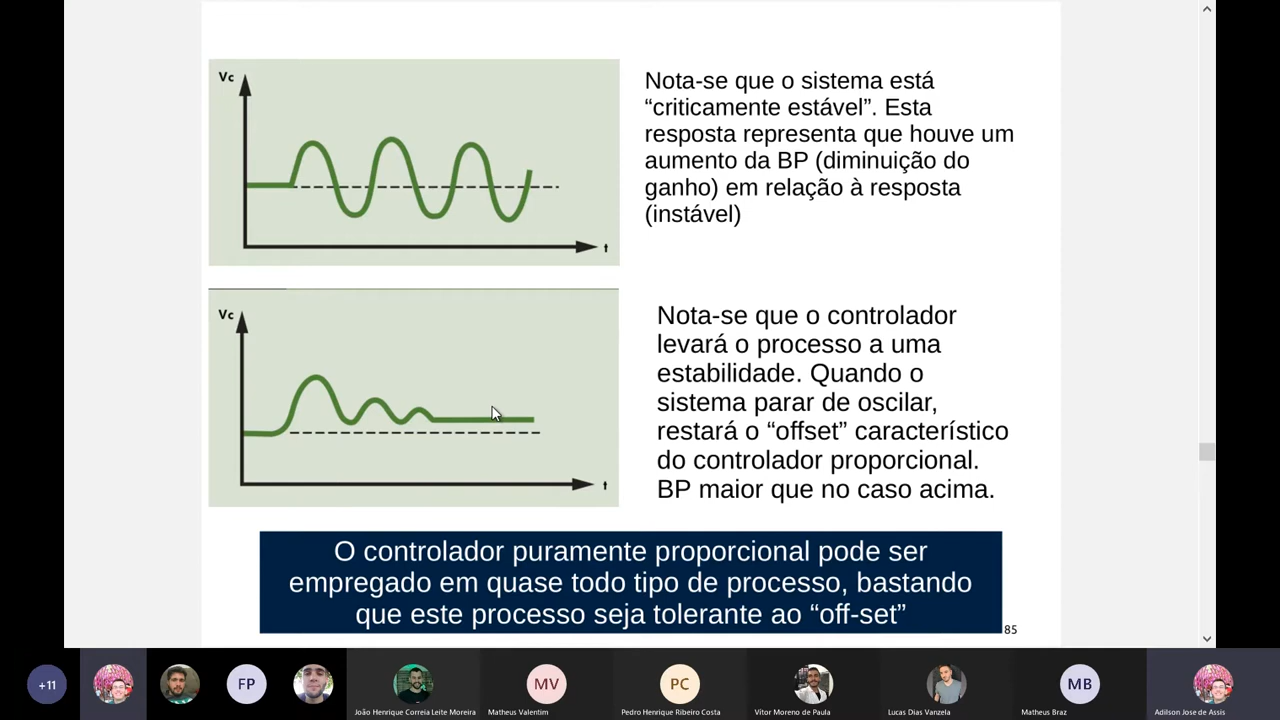 Vc
t
Nota-se que o sistema está
“criticamente estável”. Esta
resposta representa que houve um
aumento da BP (diminuição do
ganho) em relação à resposta
(instável)
Vc
t
Nota-se que o controlador
levará o processo a uma
estabilidade. Quando o
sistema parar de oscilar,
restará o “offset” característico
do controlador proporcional.
BP maior que no caso acima.
O controlador puramente proporcional pode ser
empregado em quase todo tipo de processo, bastando
que este processo seja tolerante ao “off-set”
85
+11
FP
João Henrique Correia Leite Moreira
MV
Matheus Valentim
PC
Pedro Henrique Ribeiro Costa
Vítor Moreno de Paula
Lucas Dias Vanzela
MB
Matheus Braz
Adilson Jose de Assis